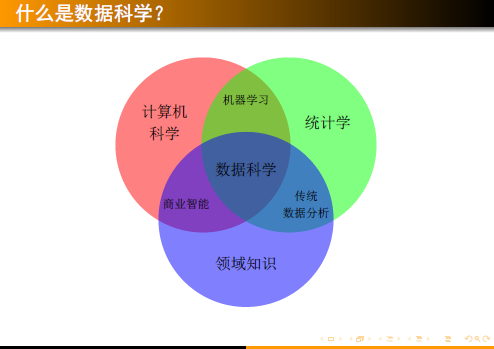 什么是数据科学？
机器学习
计算机
科学
统计学
数据科学
商业智能
传统
数据分析
领域知识